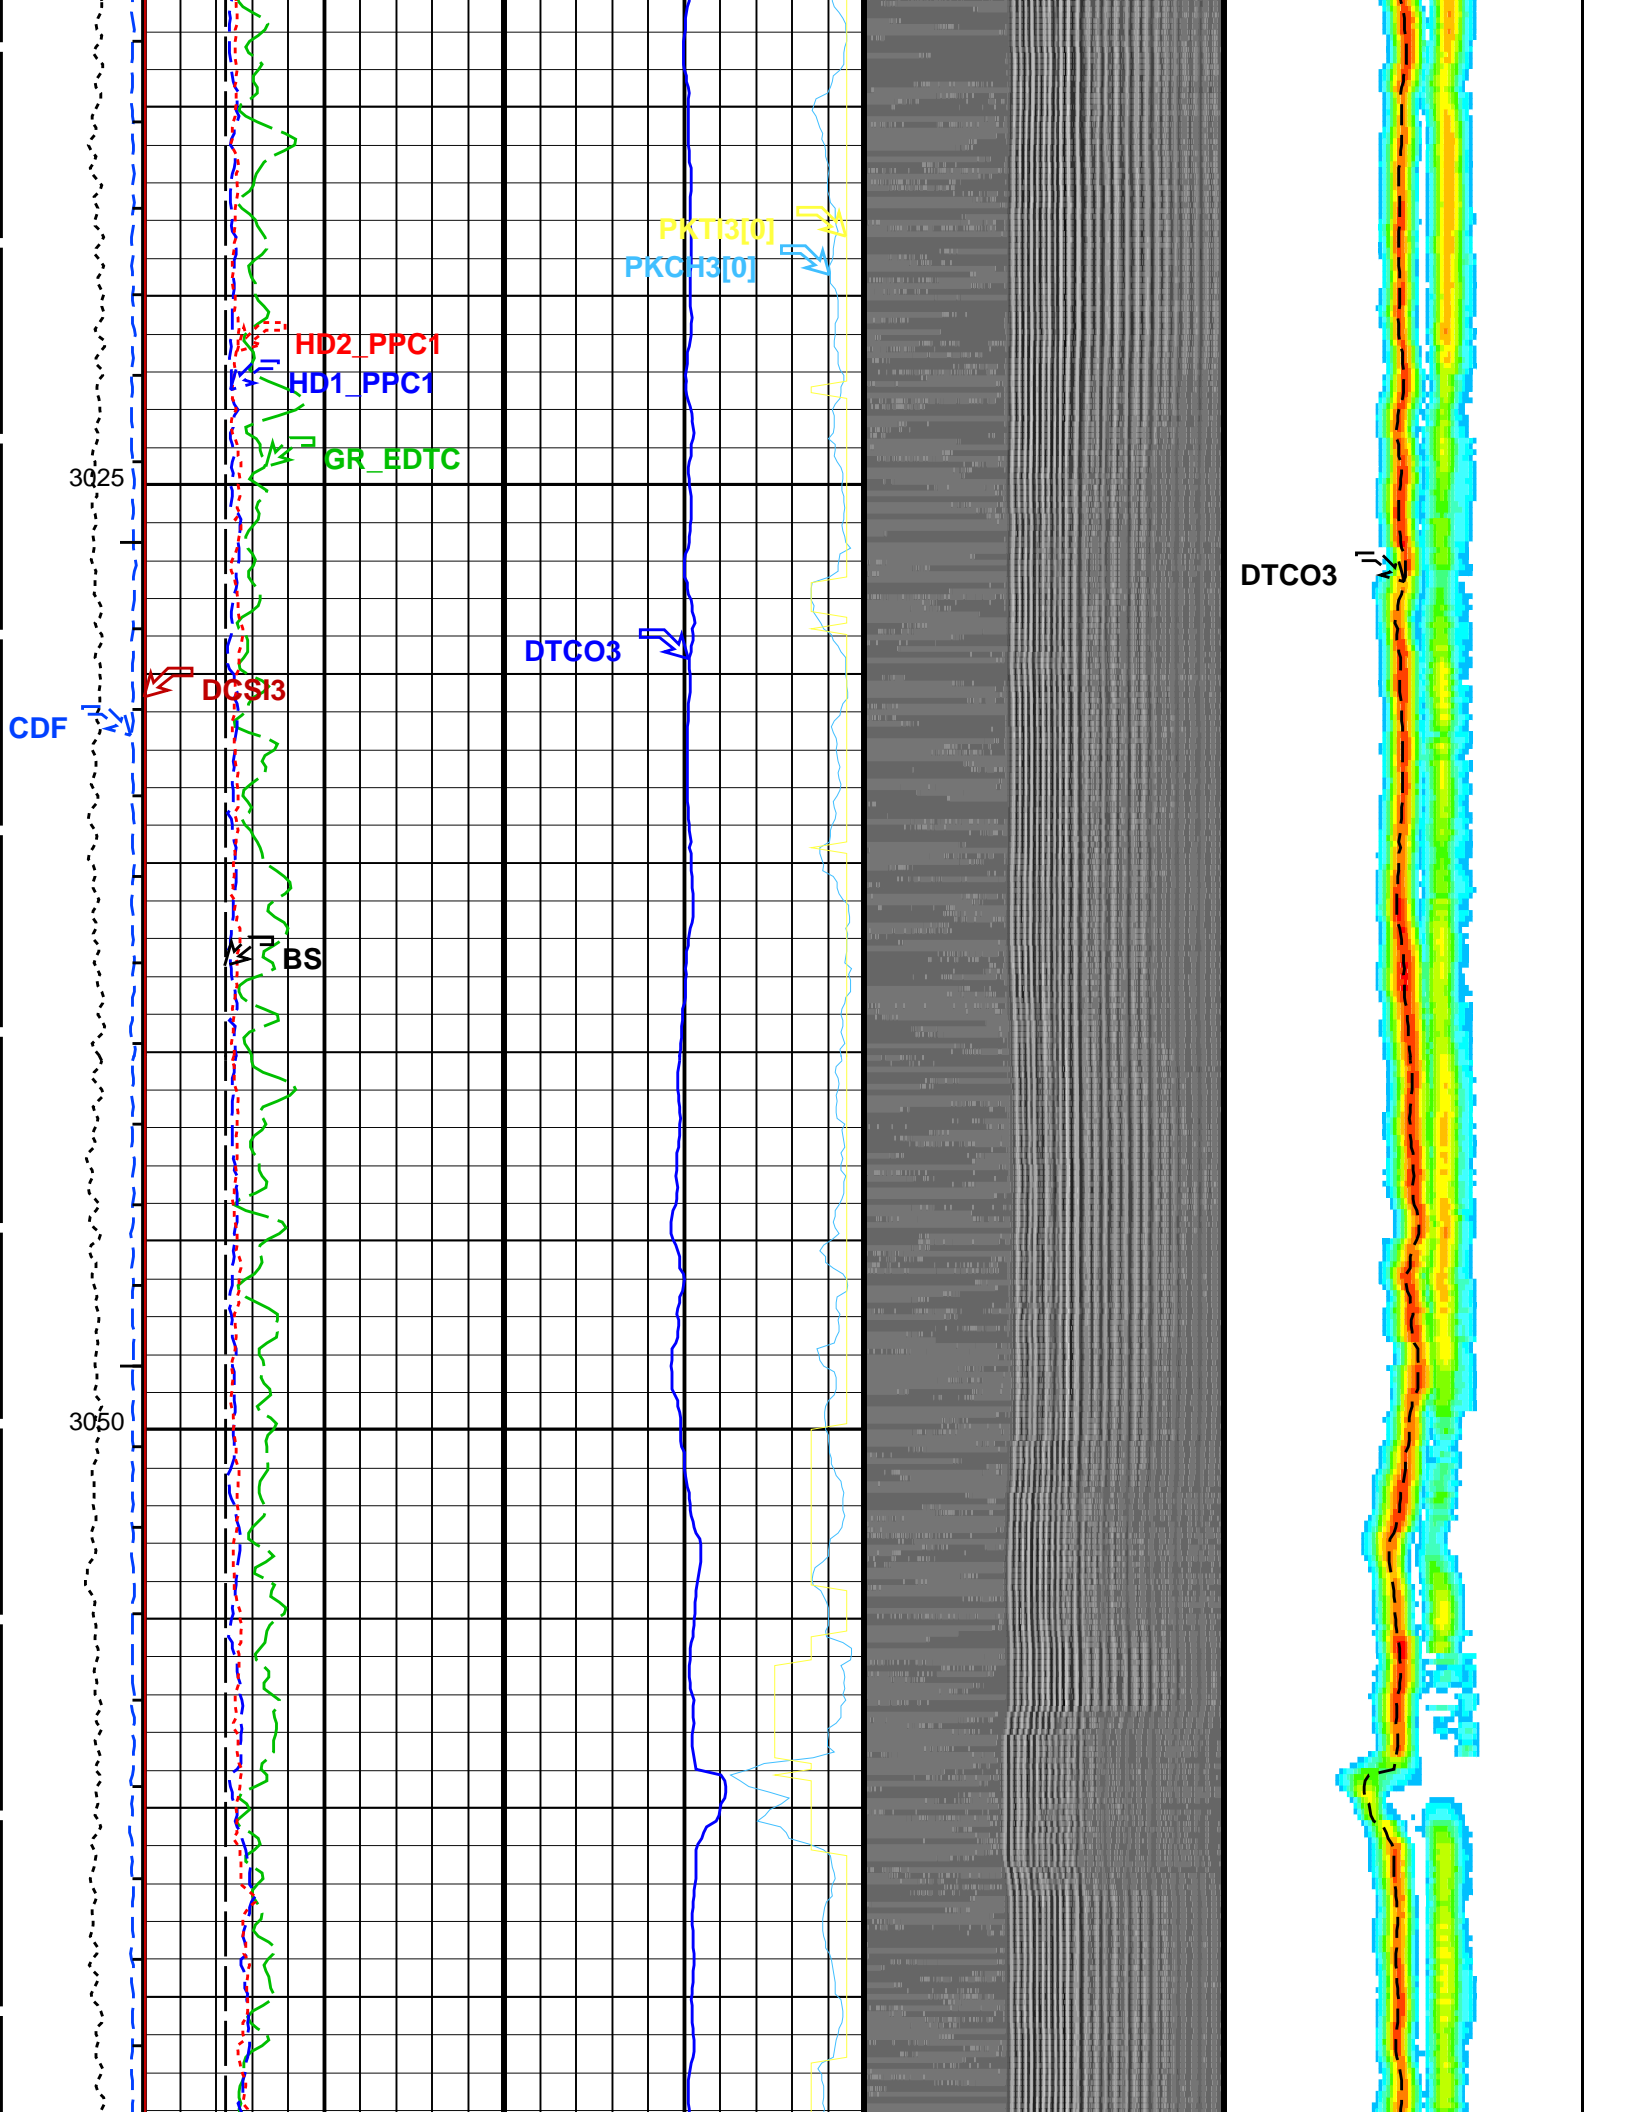 PKTI3[0]
PKCH3[0]
HD2_PPC1
HD1_PPC1
GR_EDTC
3025
DTCO3
DTCO3
DCSI3
CDF
BS
3050